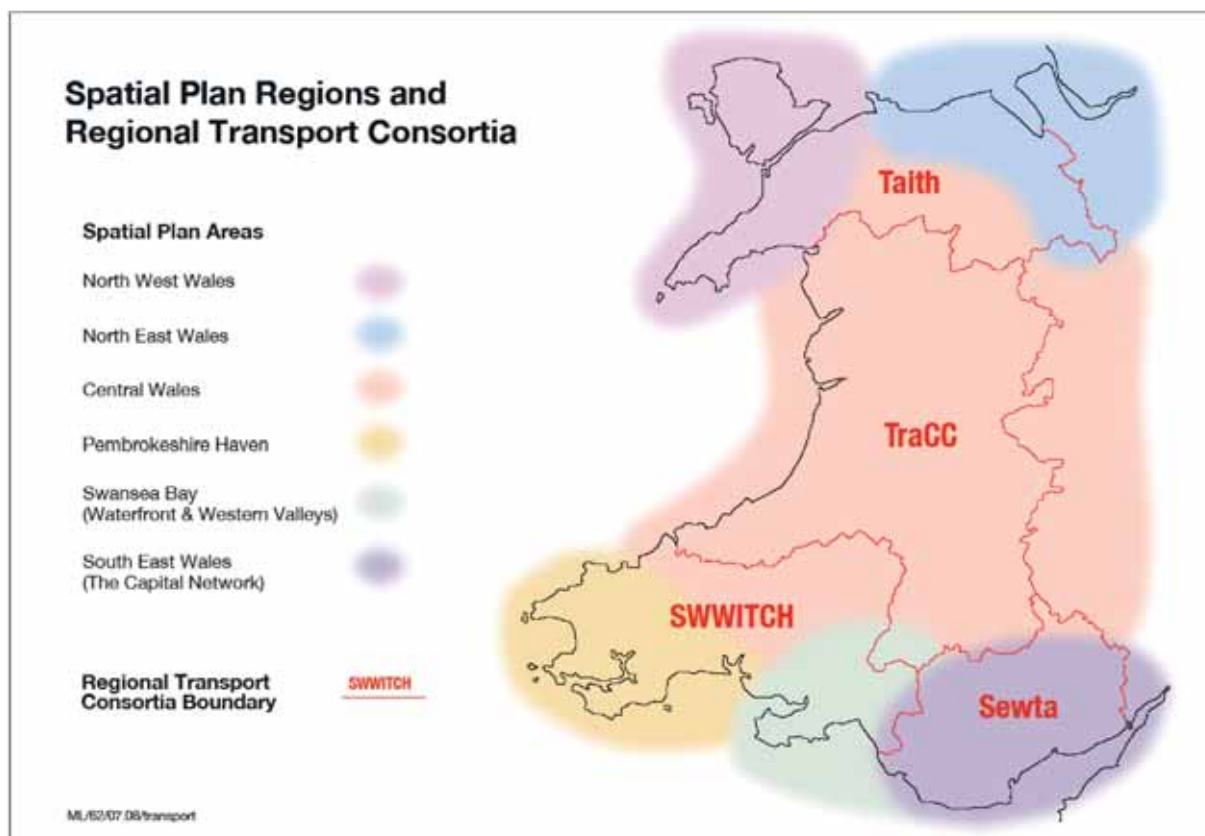 Spatial Plan Regions and
Regional Transport Consortia
Spatial Plan Areas
North West Wales
North East Wales
Central Wales
Pembrokeshire Haven
Swansea Bay
(Waterfront & Western Valleys)
South East Wales
(The Capital Network)
Regional Transport
Consortia Boundary
SWWITCH
Taith
TraCC
SWWITCH
Sewta
ML/62/07.08/transport